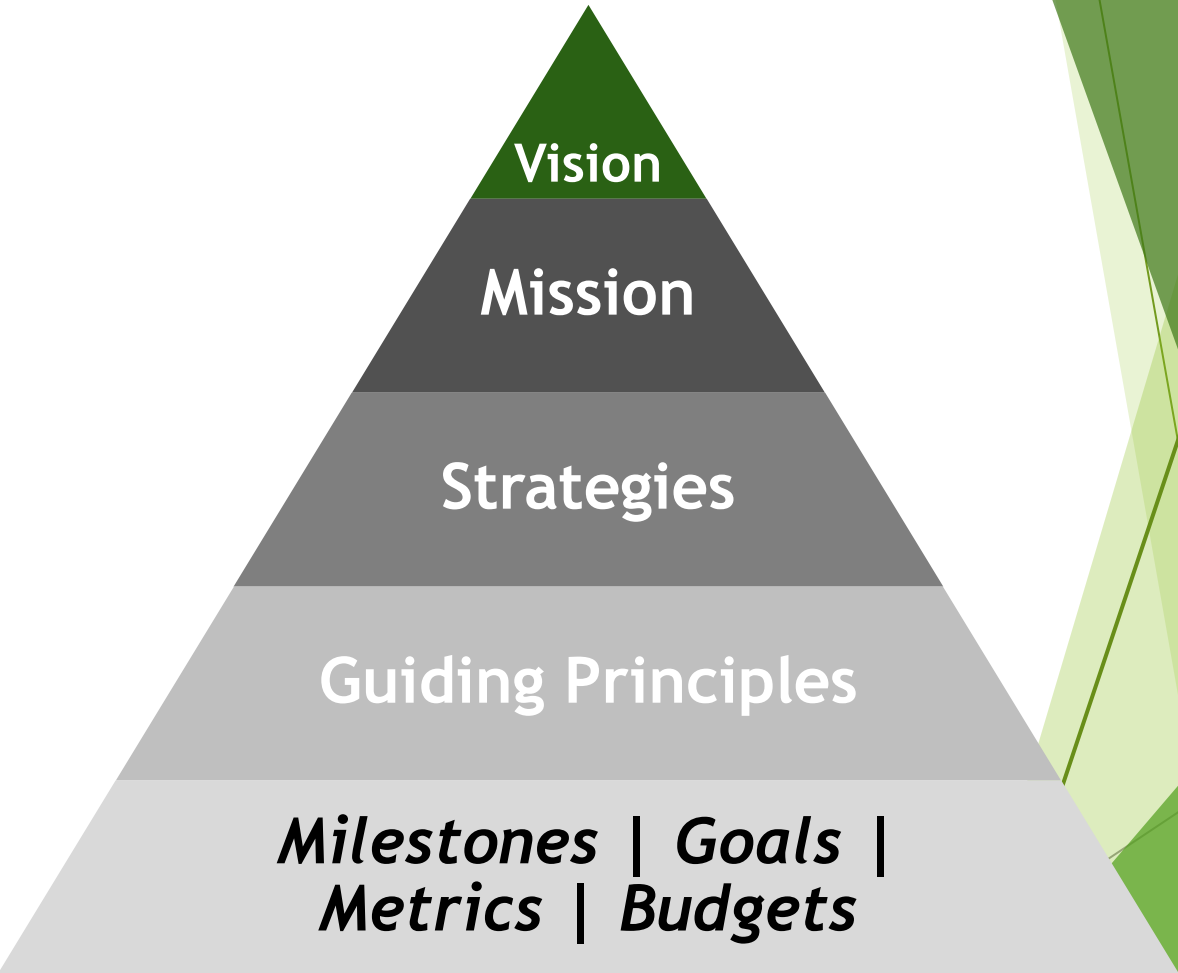 Vision
Mission
Strategies
Guiding Principles
Milestones | Goals |
Metrics | Budgets